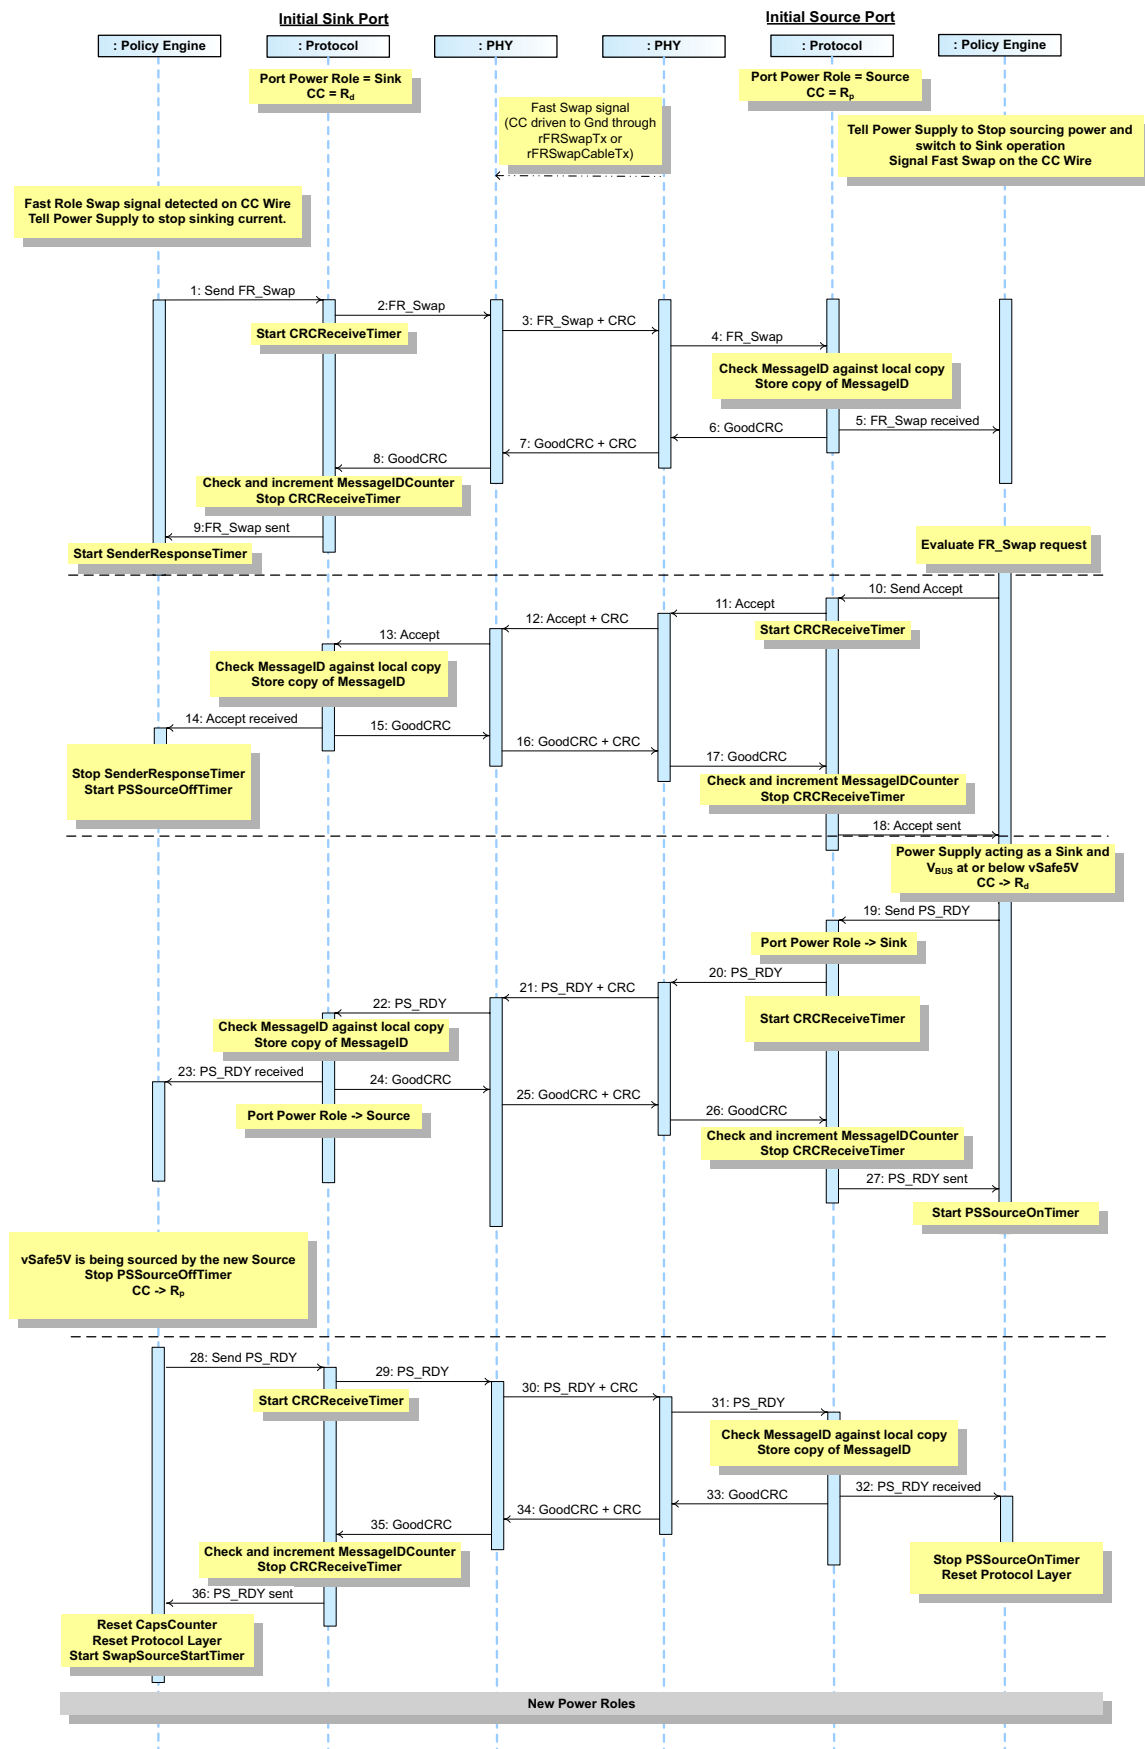 Initial Sink Port
Initial Source Port
: Policy Engine
: Protocol
: PHY
: PHY
: Protocol
: Policy Engine
Port Power Role = Sink
CC = Rd
Port Power Role = Source
CC = Rp
Fast Swap signal
(CC driven to Gnd through
rFRSwapTx or
rFRSwapCableTx)
Tell Power Supply to Stop sourcing power and
switch to Sink operation
Signal Fast Swap on the CC Wire
Fast Role Swap signal detected on CC Wire
Tell Power Supply to stop sinking current.
1: Send FR_Swap
2:FR_Swap
Start CRCReceiveTimer
3: FR_Swap + CRC
4: FR_Swap
Check MessageID against local copy
Store copy of MessageID
5: FR_Swap received
6: GoodCRC
7: GoodCRC + CRC
8: GoodCRC
Check and increment MessageIDCounter
Stop CRCReceiveTimer
9:FR_Swap sent
Start SenderResponseTimer
Evaluate FR_Swap request
10: Send Accept
11: Accept
Start CRCReceiveTimer
12: Accept + CRC
13: Accept
Check MessageID against local copy
Store copy of MessageID
14: Accept received
15: GoodCRC
16: GoodCRC + CRC
17: GoodCRC
Stop SenderResponseTimer
Start PSSourceOffTimer
Check and increment MessageIDCounter
Stop CRCReceiveTimer
18: Accept sent
Power Supply acting as a Sink and
VBUS at or below vSafe5V
CC -> Rd
19: Send PS_RDY
Port Power Role -> Sink
20: PS_RDY
21: PS_RDY + CRC
22: PS_RDY
Start CRCReceiveTimer
Check MessageID against local copy
Store copy of MessageID
23: PS_RDY received
24: GoodCRC
25: GoodCRC + CRC
26: GoodCRC
Port Power Role -> Source
Check and increment MessageIDCounter
Stop CRCReceiveTimer
27: PS_RDY sent
Start PSSourceOnTimer
vSafe5V is being sourced by the new Source
Stop PSSourceOffTimer
CC -> Rp
28: Send PS_RDY
29: PS_RDY
Start CRCReceiveTimer
30: PS_RDY + CRC
31: PS_RDY
Check MessageID against local copy
Store copy of MessageID
32: PS_RDY received
33: GoodCRC
34: GoodCRC + CRC
35: GoodCRC
Check and increment MessageIDCounter
Stop CRCReceiveTimer
Stop PSSourceOnTimer
Reset Protocol Layer
36: PS_RDY sent
Reset CapsCounter
Reset Protocol Layer
Start SwapSourceStartTimer
New Power Roles